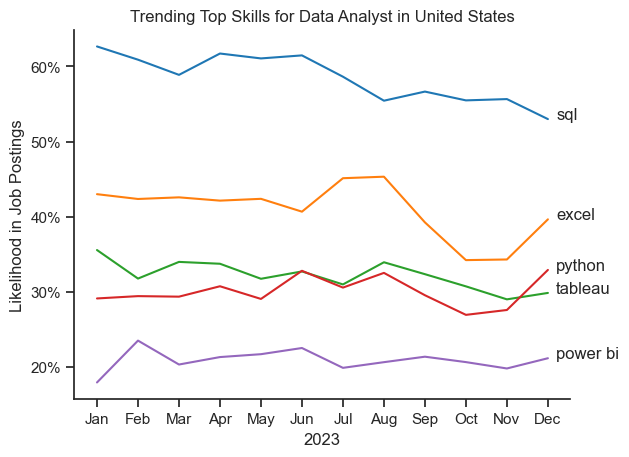 Trending Top Skills for Data Analyst in United States
Likelihood in Job Postings
60%
50%
40%
30%
20%
sql
excel
python
tableau
power bi
Jan Feb Mar Apr May Jun Jul Aug Sep Oct Nov Dec
2023